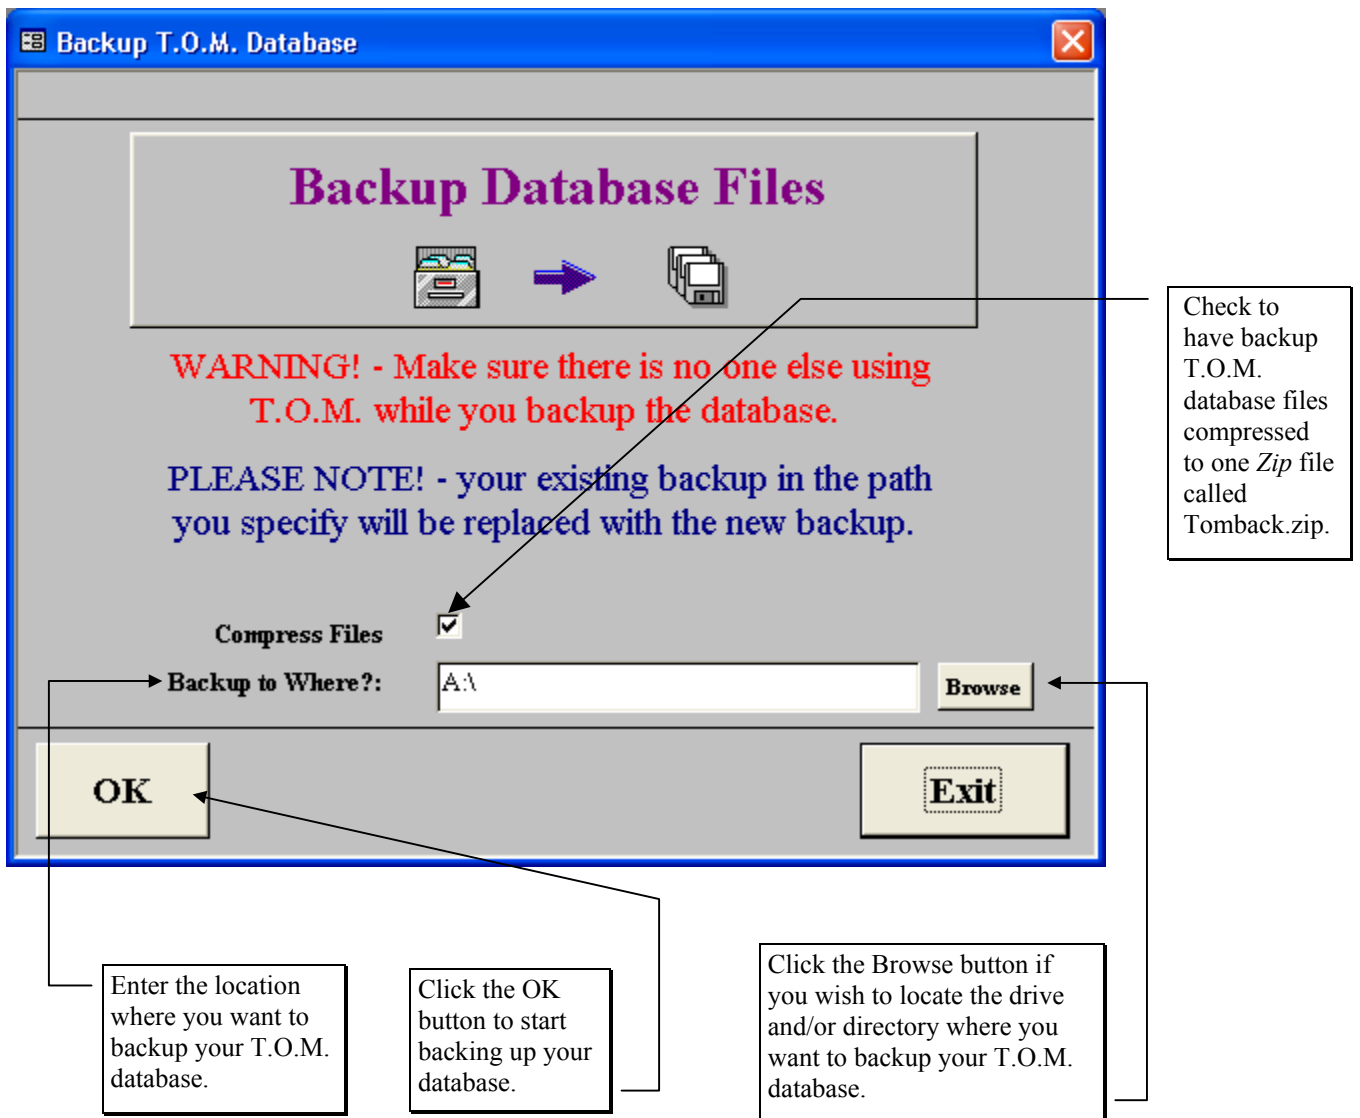 Backup T.O.M. Database
Backup Database Files
WARNING! - Make sure there is no one else using
T.O.M. while you backup the database.
PLEASE NOTE! - your existing backup in the path
you specify will be replaced with the new backup.
Compress Files
Backup to Where?:
A:\
Browse
OK
Exit
Check to
have backup
T.O.M.
database files
compressed
to one Zip file
called
Tomback.zip.
Enter the location
where you want to
backup your T.O.M.
database.
Click the OK
button to start
backing up your
database.
Click the Browse button if
you wish to locate the drive
and/or directory where you
want to backup your T.O.M.
database.